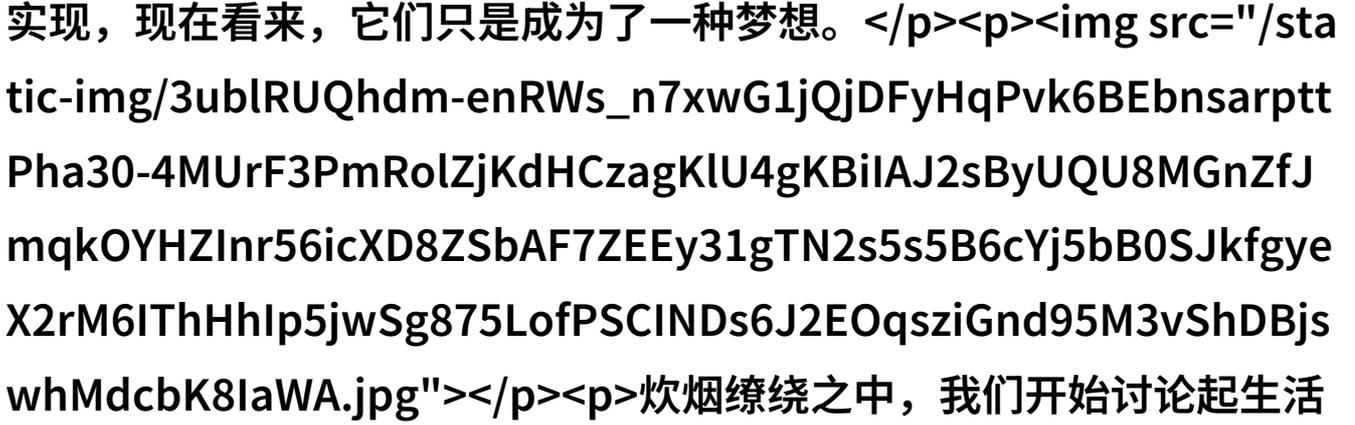 实现，现在看来，它们只是成为了一种梦想。</p><p><img src="/sta
tic-img/3ublRUQhdm-enRWs_n7xwG1jQjDFyHqPvk6BEbnsarptt
Pha30-4MUrF3PmRolZjKdHCzagKlU4gKBiIAJ2sByUQU8MGnZfJ
mqkOYHZInr56icXD8ZSbAF7ZEEy31gTN2s5s5B6cYj5bB0SJkfgye
X2rM6IThHhIp5jwSg875LofPSCINDs6J2EOqsziGnd95M3vShDBjs
whMdcbK8IaWA.jpg"></p><p>炊烟缭绕之中，我们开始讨论起生活